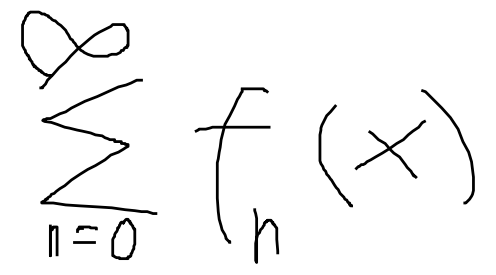 ∞
∑ fₙ(x)
n=0